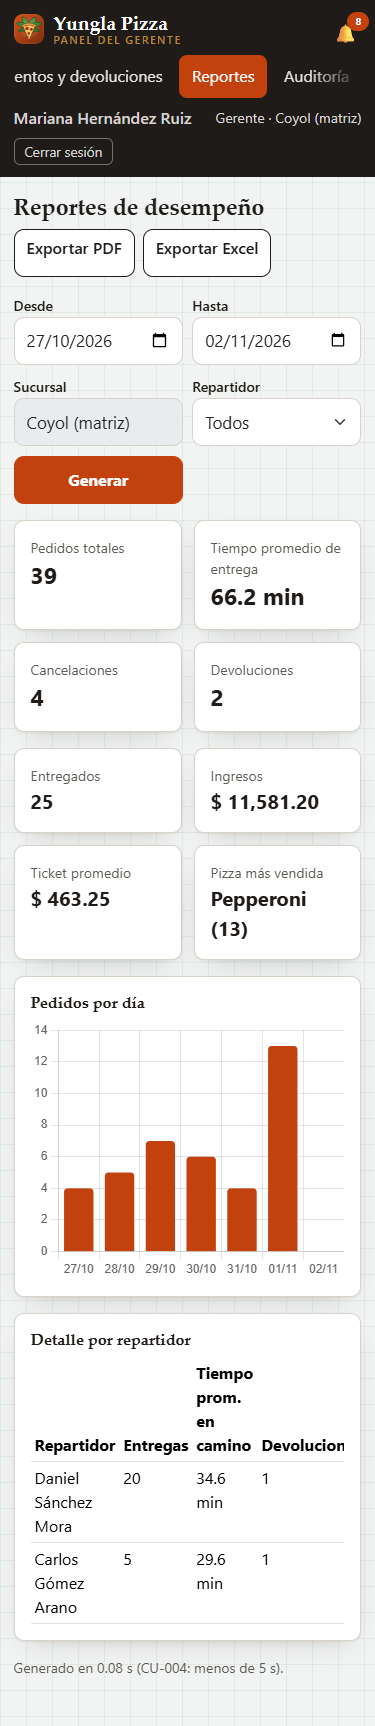 Yungla Pizza
PANEL DEL GERENTE
8
entos y devoluciones Reportes Auditoría
Mariana Hernández Ruiz Gerente · Coyol (matriz)
Cerrar sesión
Reportes de desempeño
Exportar PDF Exportar Excel
Desde Hasta
27/10/2026 02/11/2026
Sucursal Repartidor
Coyol (matriz) Todos
Generar
Pedidos totales
39
Tiempo promedio de
entrega
66.2 min
Cancelaciones
4
Devoluciones
2
Entregados
25
Ingresos
$ 11,581.20
Ticket promedio
$ 463.25
Pizza más vendida
Pepperoni
(13)
Pedidos por día
14
12
10
8
6
4
2
0
27/10 28/10 29/10 30/10 31/10 01/11 02/11
Detalle por repartidor
Tiempo
prom.
en
Repartidor Entregas camino Devolucion
Daniel 20 34.6 1
Sánchez min
Mora
Carlos 5 29.6 1
Gómez min
Arano
Generado en 0.08 s (CU-004: menos de 5 s).